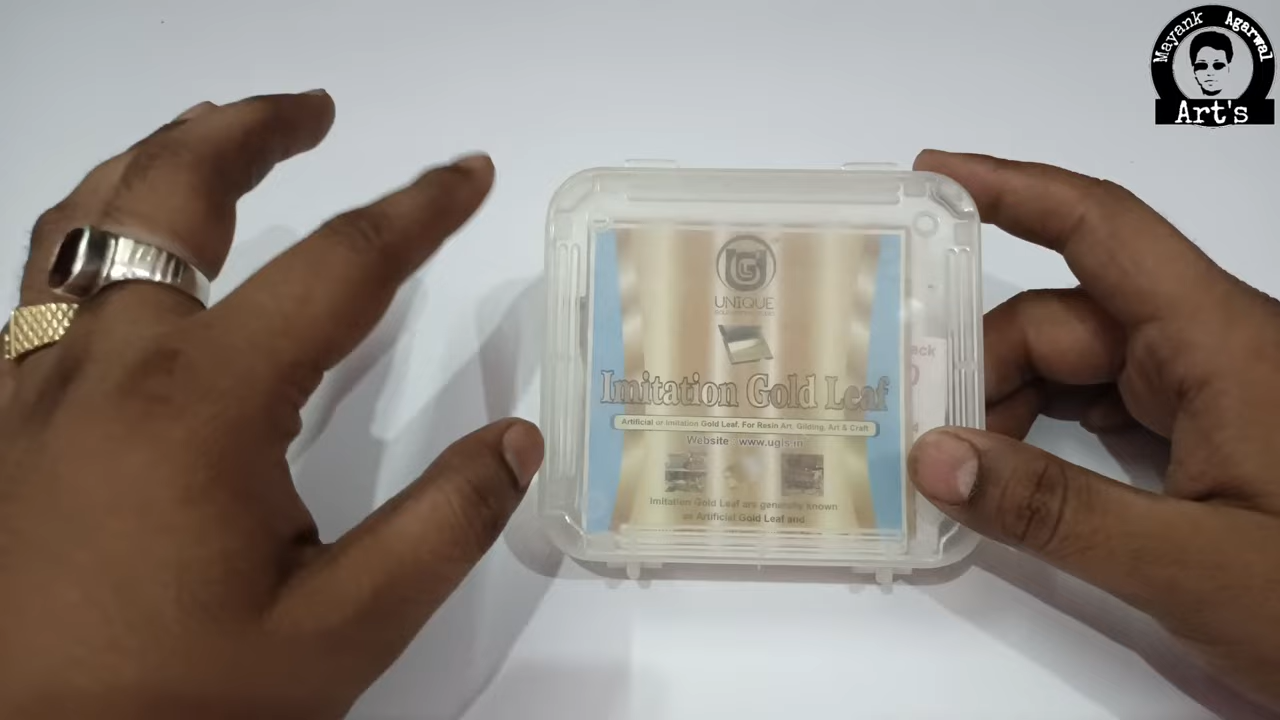 Mayank Agarwal
Art's
UNIQUE
ack
Imitation Gold Leaf
Artificial or Imitation Gold Leaf. For Resin Art, Gilding, Art & Craft
Website www.ugls.in
Imitation Gold Leaf are generally known
as Artificial Gold Leaf and